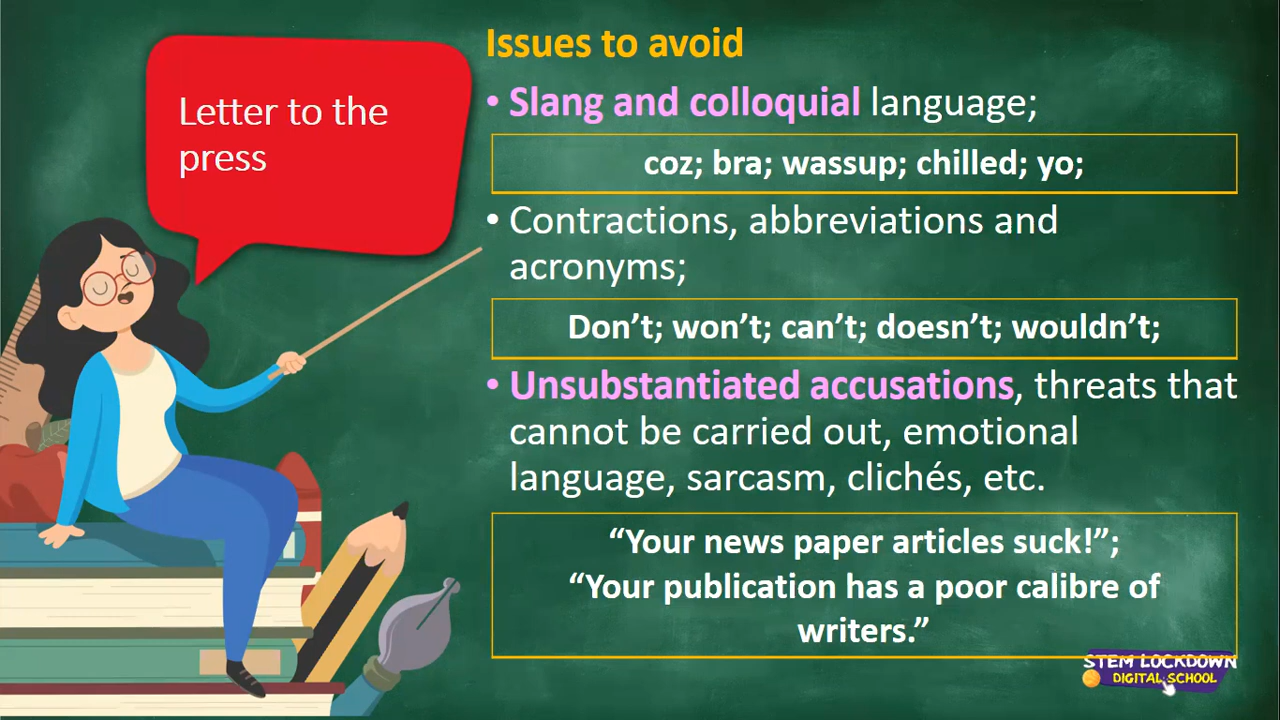 Letter to the
press
Issues to avoid
• Slang and colloquial language;
coz; bra; wassup; chilled; yo;
• Contractions, abbreviations and
acronyms;
Don’t; won’t; can’t; doesn’t; wouldn’t;
• Unsubstantiated accusations, threats that
cannot be carried out, emotional
language, sarcasm, clichés, etc.
“Your news paper articles suck!”;
“Your publication has a poor calibre of
writers.”
STEM LOCKDOWN
DIGITAL SCHOOL